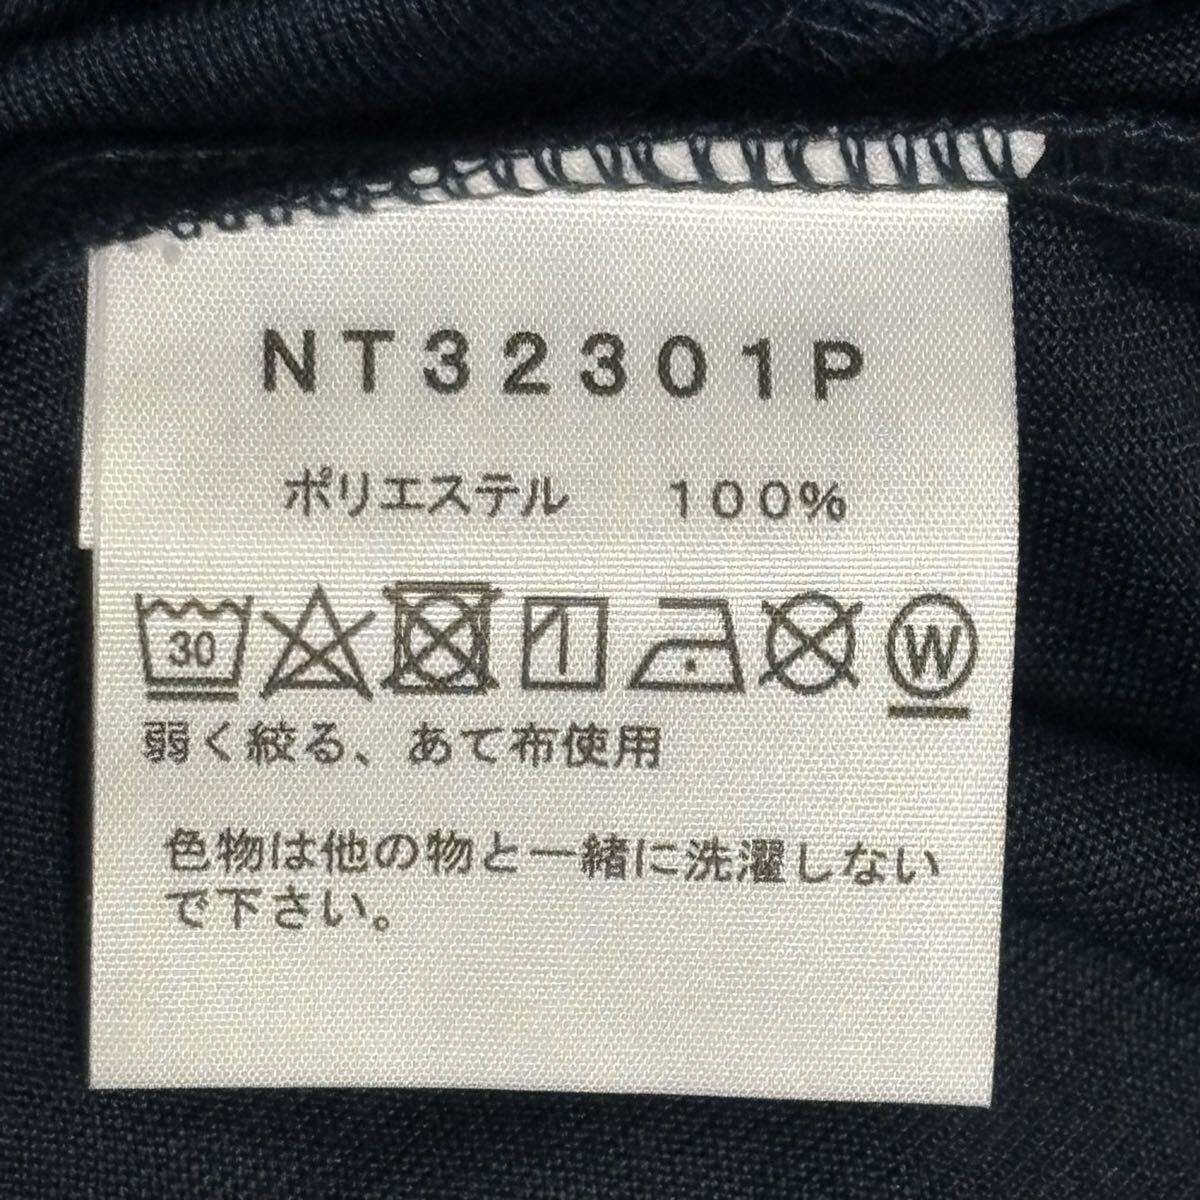 NT32301P
ポリエステル 100%
30 W
弱く絞る、あて布使用
色物は他の物と一緒に洗濯しない
で下さい。